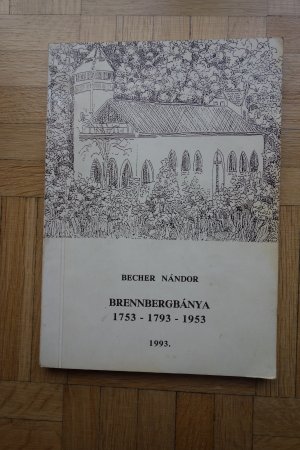 BECHER NÁNDOR
BRENNBERGBÁNYA
1753 - 1793 - 1953
1993.